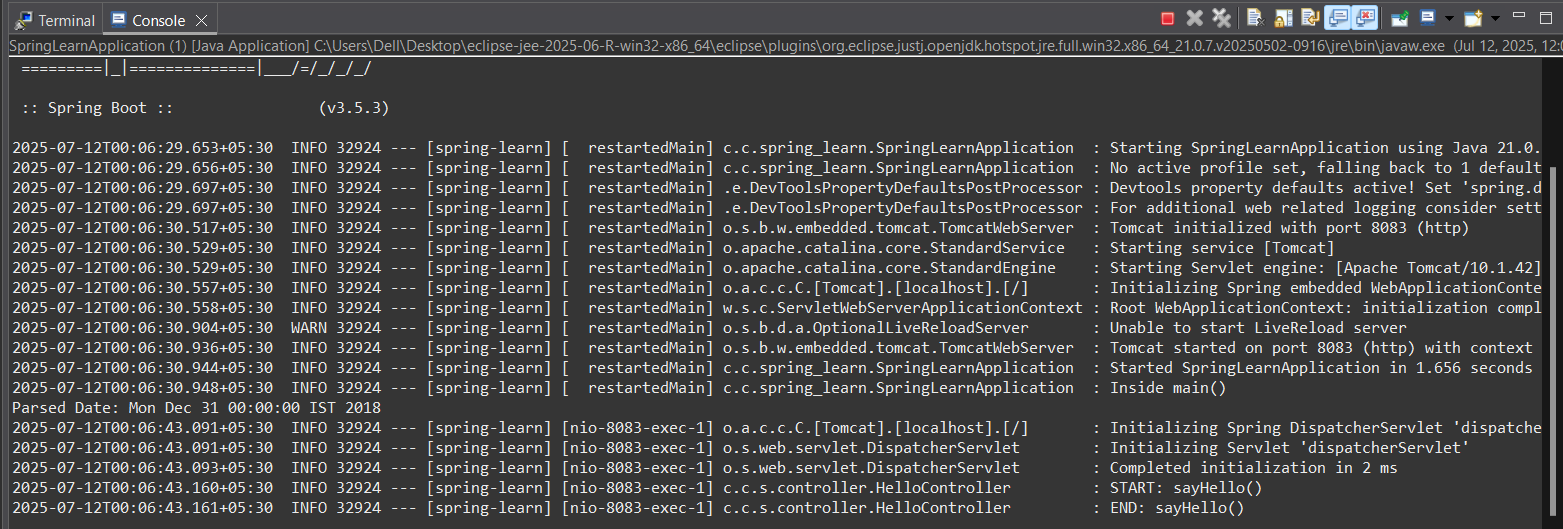 Terminal Console
SpringLearnApplication (1) [Java Application] C:\Users\Dell\Desktop\eclipse-jee-2025-06-R-win32-x86_64\eclipse\plugins\org.eclipse.justj.openjdk.hotspot.jre.full.win32.x86_64_21.0.7.v20250502-0916\jre\bin\javaw.exe (Jul 12, 2025, 12:0
 =========|_|==============|___/=/_/_/_/
 :: Spring Boot ::                (v3.5.3)
2025-07-12T00:06:29.653+05:30  INFO 32924 --- [spring-learn] [  restartedMain] c.c.spring_learn.SpringLearnApplication  : Starting SpringLearnApplication using Java 21.0.
2025-07-12T00:06:29.656+05:30  INFO 32924 --- [spring-learn] [  restartedMain] c.c.spring_learn.SpringLearnApplication  : No active profile set, falling back to 1 default
2025-07-12T00:06:29.697+05:30  INFO 32924 --- [spring-learn] [  restartedMain] .e.DevToolsPropertyDefaultsPostProcessor : Devtools property defaults active! Set 'spring.d
2025-07-12T00:06:29.697+05:30  INFO 32924 --- [spring-learn] [  restartedMain] .e.DevToolsPropertyDefaultsPostProcessor : For additional web related logging consider sett
2025-07-12T00:06:30.517+05:30  INFO 32924 --- [spring-learn] [  restartedMain] o.s.b.w.embedded.tomcat.TomcatWebServer  : Tomcat initialized with port 8083 (http)
2025-07-12T00:06:30.529+05:30  INFO 32924 --- [spring-learn] [  restartedMain] o.apache.catalina.core.StandardService   : Starting service [Tomcat]
2025-07-12T00:06:30.529+05:30  INFO 32924 --- [spring-learn] [  restartedMain] o.apache.catalina.core.StandardEngine    : Starting Servlet engine: [Apache Tomcat/10.1.42]
2025-07-12T00:06:30.557+05:30  INFO 32924 --- [spring-learn] [  restartedMain] o.a.c.c.C.[Tomcat].[localhost].[/]       : Initializing Spring embedded WebApplicationConte
2025-07-12T00:06:30.558+05:30  INFO 32924 --- [spring-learn] [  restartedMain] w.s.c.ServletWebServerApplicationContext : Root WebApplicationContext: initialization compl
2025-07-12T00:06:30.904+05:30  WARN 32924 --- [spring-learn] [  restartedMain] o.s.b.d.a.OptionalLiveReloadServer       : Unable to start LiveReload server
2025-07-12T00:06:30.936+05:30  INFO 32924 --- [spring-learn] [  restartedMain] o.s.b.w.embedded.tomcat.TomcatWebServer  : Tomcat started on port 8083 (http) with context
2025-07-12T00:06:30.944+05:30  INFO 32924 --- [spring-learn] [  restartedMain] c.c.spring_learn.SpringLearnApplication  : Started SpringLearnApplication in 1.656 seconds
2025-07-12T00:06:30.948+05:30  INFO 32924 --- [spring-learn] [  restartedMain] c.c.spring_learn.SpringLearnApplication  : Inside main()
Parsed Date: Mon Dec 31 00:00:00 IST 2018
2025-07-12T00:06:43.091+05:30  INFO 32924 --- [spring-learn] [nio-8083-exec-1] o.a.c.c.C.[Tomcat].[localhost].[/]       : Initializing Spring DispatcherServlet 'dispatche
2025-07-12T00:06:43.091+05:30  INFO 32924 --- [spring-learn] [nio-8083-exec-1] o.s.web.servlet.DispatcherServlet        : Initializing Servlet 'dispatcherServlet'
2025-07-12T00:06:43.093+05:30  INFO 32924 --- [spring-learn] [nio-8083-exec-1] o.s.web.servlet.DispatcherServlet        : Completed initialization in 2 ms
2025-07-12T00:06:43.160+05:30  INFO 32924 --- [spring-learn] [nio-8083-exec-1] c.c.s.controller.HelloController         : START: sayHello()
2025-07-12T00:06:43.161+05:30  INFO 32924 --- [spring-learn] [nio-8083-exec-1] c.c.s.controller.HelloController         : END: sayHello()